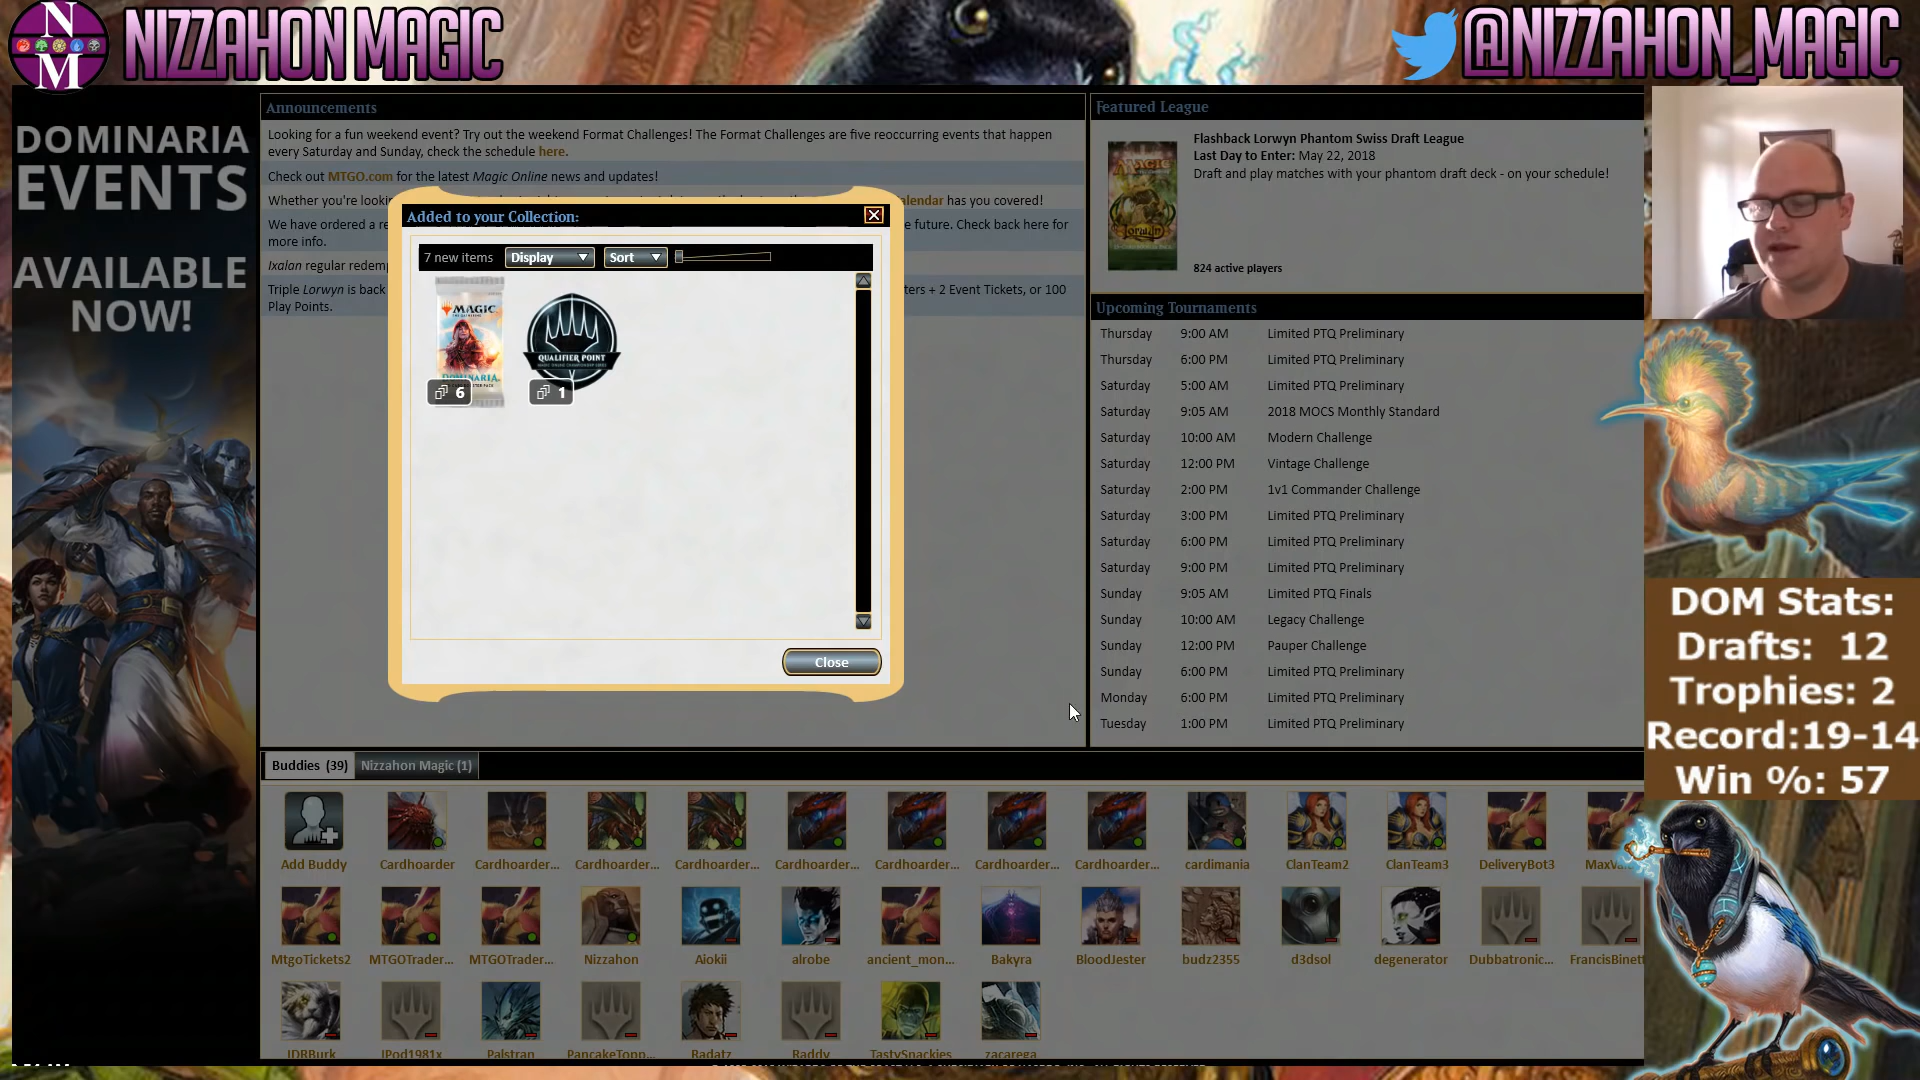 N
M
NIZZAHON MAGIC
@NIZZAHON_MAGIC
DOMINARIA
EVENTS
AVAILABLE
NOW!
Announcements
Looking for a fun weekend event? Try out the weekend Format Challenges! The Format Challenges are five reoccurring events that happen
every Saturday and Sunday, check the schedule here.
Check out MTGO.com for the latest Magic Online news and updates!
Whether you're
calendar has you covered!
We have ordered a
e future. Check back here for
more info.
Ixalan regular
Triple Lorwyn is back
ters + 2 Event Tickets, or 100
Play Points.
Added to your Collection:
7 new items
Display
Sort
MAGIC
DOMINARIA
6
QUALIFIER POINT
1
Close
Featured League
MAGIC
Lorwyn
Flashback Lorwyn Phantom Swiss Draft League
Last Day to Enter: May 22, 2018
Draft and play matches with your phantom draft deck - on your schedule!
824 active players
Upcoming Tournaments
Thursday 9:00 AM Limited PTQ Preliminary
Thursday 6:00 PM Limited PTQ Preliminary
Saturday 5:00 AM Limited PTQ Preliminary
Saturday 9:05 AM 2018 MOCS Monthly Standard
Saturday 10:00 AM Modern Challenge
Saturday 12:00 PM Vintage Challenge
Saturday 2:00 PM 1v1 Commander Challenge
Saturday 3:00 PM Limited PTQ Preliminary
Saturday 6:00 PM Limited PTQ Preliminary
Saturday 9:00 PM Limited PTQ Preliminary
Sunday 9:05 AM Limited PTQ Finals
Sunday 10:00 AM Legacy Challenge
Sunday 12:00 PM Pauper Challenge
Sunday 6:00 PM Limited PTQ Preliminary
Monday 6:00 PM Limited PTQ Preliminary
Tuesday 1:00 PM Limited PTQ Preliminary
DOM Stats:
Drafts: 12
Trophies: 2
Record:19-14
Win %: 57
Buddies (39) Nizzahon Magic (1)
Add Buddy Cardhoarder Cardhoarder... Cardhoarder... Cardhoarder... Cardhoarder... Cardhoarder... Cardhoarder... Cardhoarder... cardimania ClanTeam2 ClanTeam3 DeliveryBot3
MtgoTickets2 MTGOTrader... MTGOTrader... Nizzahon Aiokii alrobe ancient_mon... Bakyra BloodJester budz2355 d3dsol degenerator Dubbatronic... FrancisBinett
JDRBurk JPod1981x Palstran PancakeTopp... Radatz Raddy TastySnackies zacarega